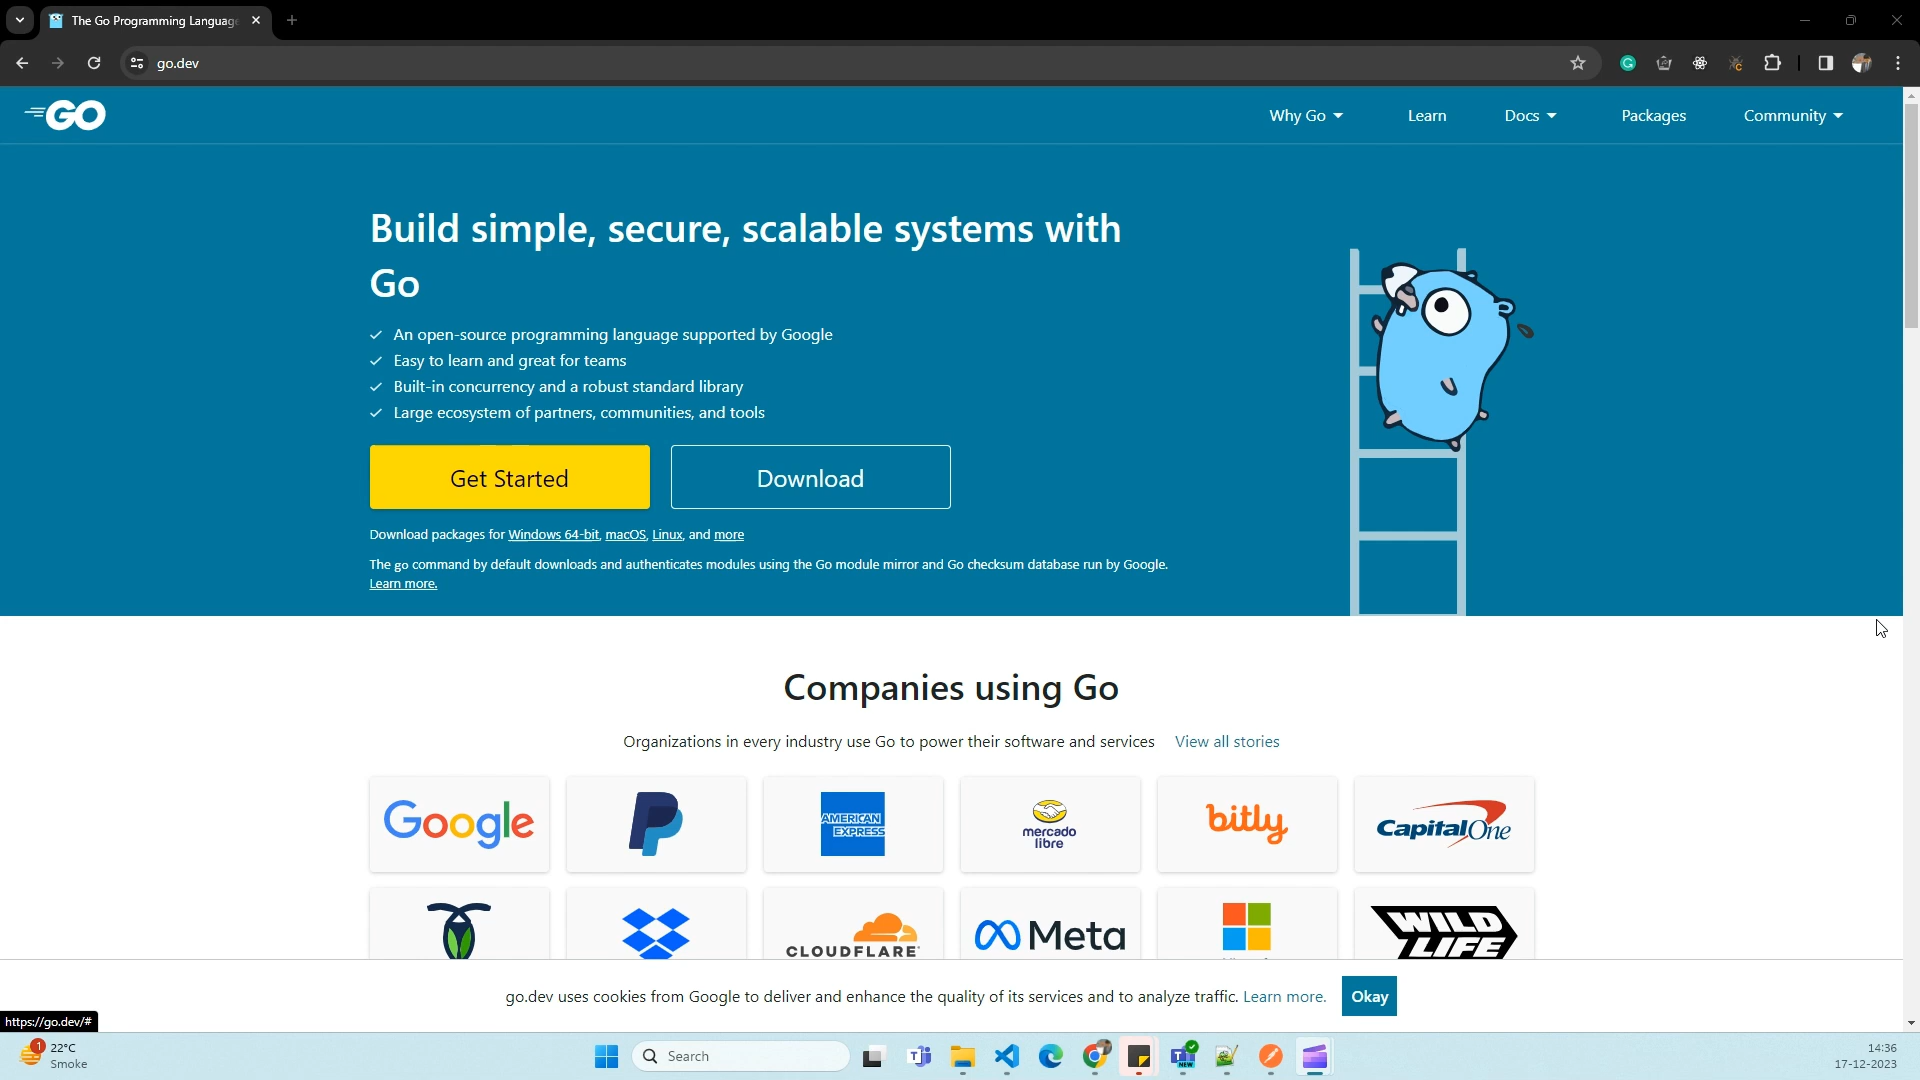 The Go Programming Languag
go.dev
GO
Why Go
Learn
Docs
Packages
Community
Build simple, secure, scalable systems with
Go
An open-source programming language supported by Google
Easy to learn and great for teams
Built-in concurrency and a robust standard library
Large ecosystem of partners, communities, and tools
Get Started
Download
Download packages for Windows 64-bit, macOS, Linux, and more
The go command by default downloads and authenticates modules using the Go module mirror and Go checksum database run by Google.
Learn more.
Companies using Go
Organizations in every industry use Go to power their software and services View all stories
Google
AMERICAN
EXPRESS
mercado
libre
bitly
CapitalOne
CLOUDFLARE
Meta
WILD
LIFE
go.dev uses cookies from Google to deliver and enhance the quality of its services and to analyze traffic. Learn more.
Okay
https://go.dev/#
1
22°C
Smoke
Search
NEW
14:36
17-12-2023